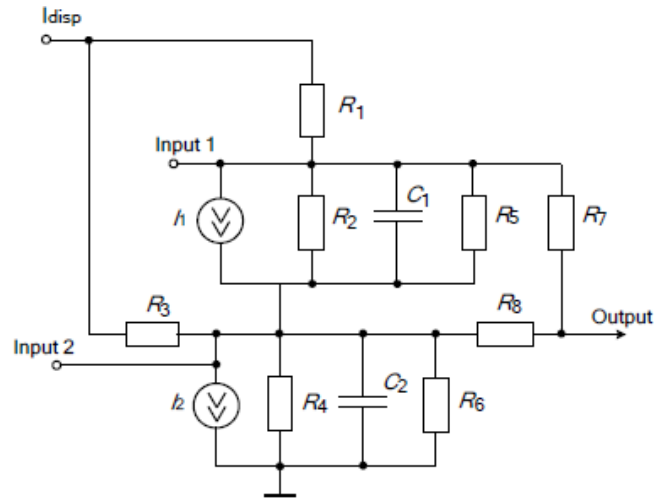 Idisp
R1
Input 1
I1
R2
C1
R5
R7
R3
R8
Output
Input 2
I2
R4
C2
R6